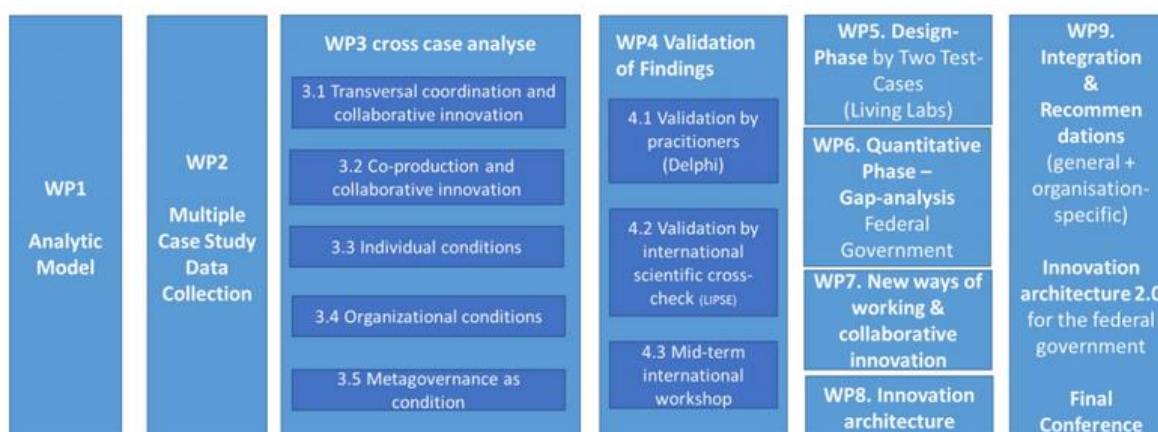 WP1
Analytic
Model
WP2
Multiple
Case Study
Data
Collection
WP3 cross case analyse
3.1 Transversal coordination and
collaborative innovation
3.2 Co-production and
collaborative innovation
3.3 Individual conditions
3.4 Organizational conditions
3.5 Metagovernance as
condition
WP4 Validation
of Findings
4.1 Validation by
pracitioners
(Delphi)
4.2 Validation by
international
scientific cross-
check (LIPSE)
4.3 Mid-term
international
workshop
WP5. Design-
Phase by Two Test-
Cases
(Living Labs)
WP6. Quantitative
Phase –
Gap-analysis
Federal
Government
WP7. New ways of
working &
collaborative
innovation
WP8. Innovation
architecture
WP9.
Integration
&
Recommen
dations
(general +
organisation-
specific)
Innovation
architecture 2.0
for the federal
government
Final
Conference